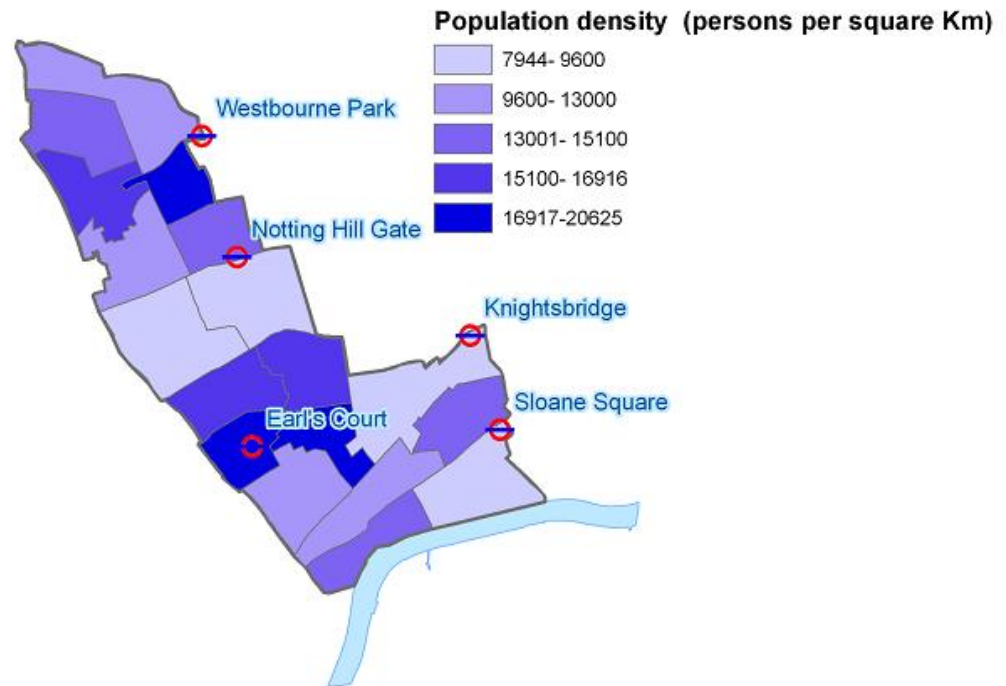 Population density (persons per square Km)
7944- 9600
9600- 13000
13001- 15100
15100- 16916
16917-20625
Westbourne Park
Notting Hill Gate
Knightsbridge
Sloane Square
Earl's Court